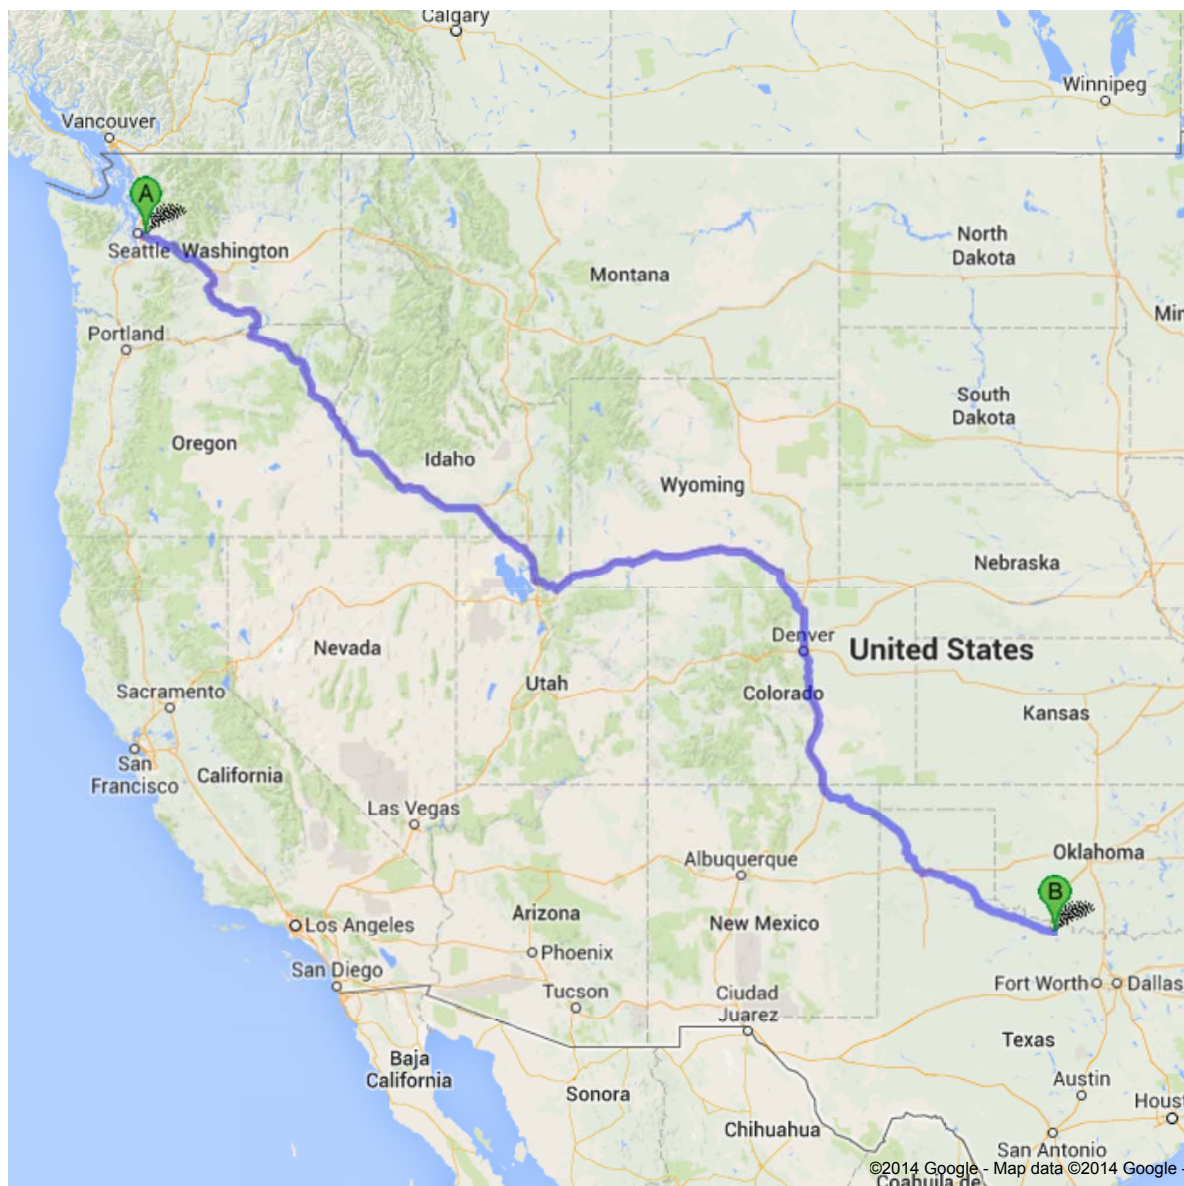 Calgary
Winnipeg
Vancouver
A
Seattle
Washington
North
Dakota
Montana
Portland
South
Dakota
Oregon
Idaho
Wyoming
Nebraska
Denver
United States
Nevada
Utah
Colorado
Sacramento
Kansas
San
Francisco
California
Las Vegas
Albuquerque
Oklahoma
B
Arizona
New Mexico
Los Angeles
Phoenix
San Diego
Tucson
Ciudad
Juarez
Fort Worth
Dallas
Texas
Baja
California
Sonora
Austin
Chihuahua
San Antonio
©2014 Google - Map data ©2014 Google -